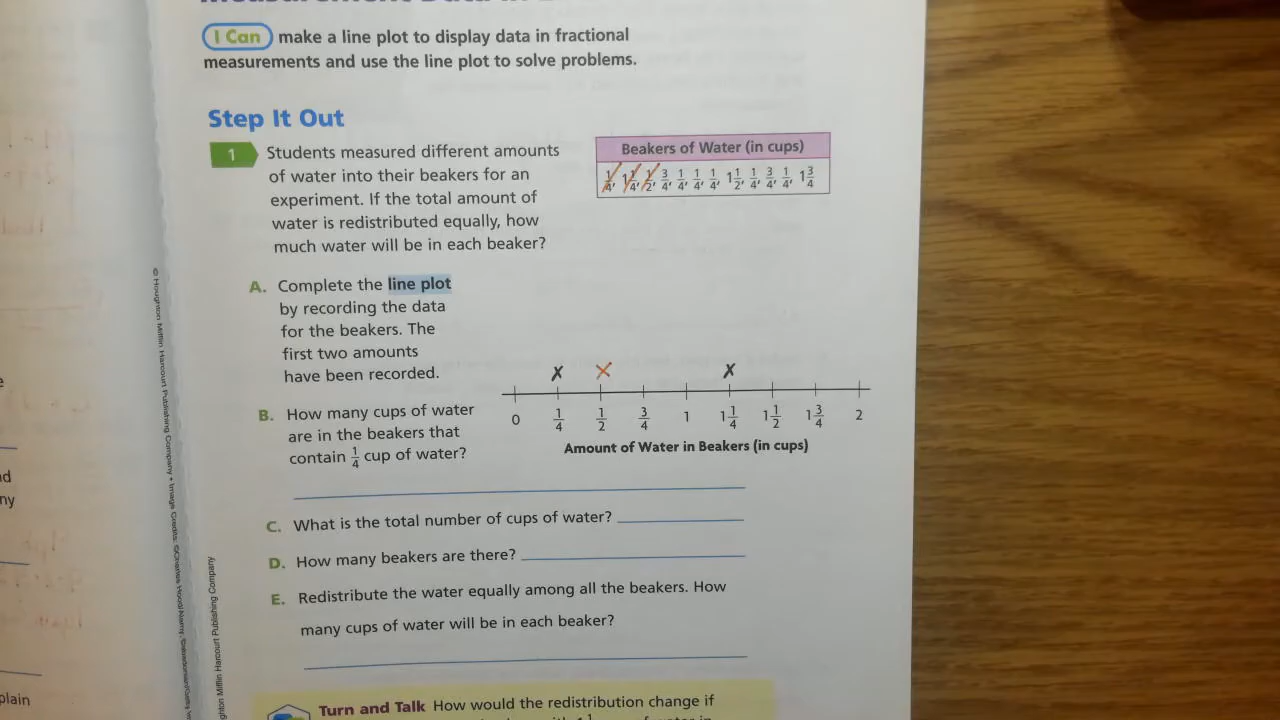 I Can make a line plot to display data in fractional
measurements and use the line plot to solve problems.
Step It Out
1 Students measured different amounts
of water into their beakers for an
experiment. If the total amount of
water is redistributed equally, how
much water will be in each beaker?
Beakers of Water (in cups)
1/4, 1 1/4, 1/2, 3/4, 1/4, 1/4, 1/4, 1 1/2, 1/4, 3/4, 1/4, 1 3/4
A. Complete the line plot
by recording the data
for the beakers. The
first two amounts
have been recorded.
X X X
0 1/4 1/2 3/4 1 1 1/4 1 1/2 1 3/4 2
Amount of Water in Beakers (in cups)
B. How many cups of water
are in the beakers that
contain 1/4 cup of water?
C. What is the total number of cups of water?
D. How many beakers are there?
E. Redistribute the water equally among all the beakers. How
many cups of water will be in each beaker?
Turn and Talk How would the redistribution change if
© Houghton Mifflin Harcourt Publishing Company • Image Credits:
ghton Mifflin Harcourt Publishing Company
e
nd
ny
plain